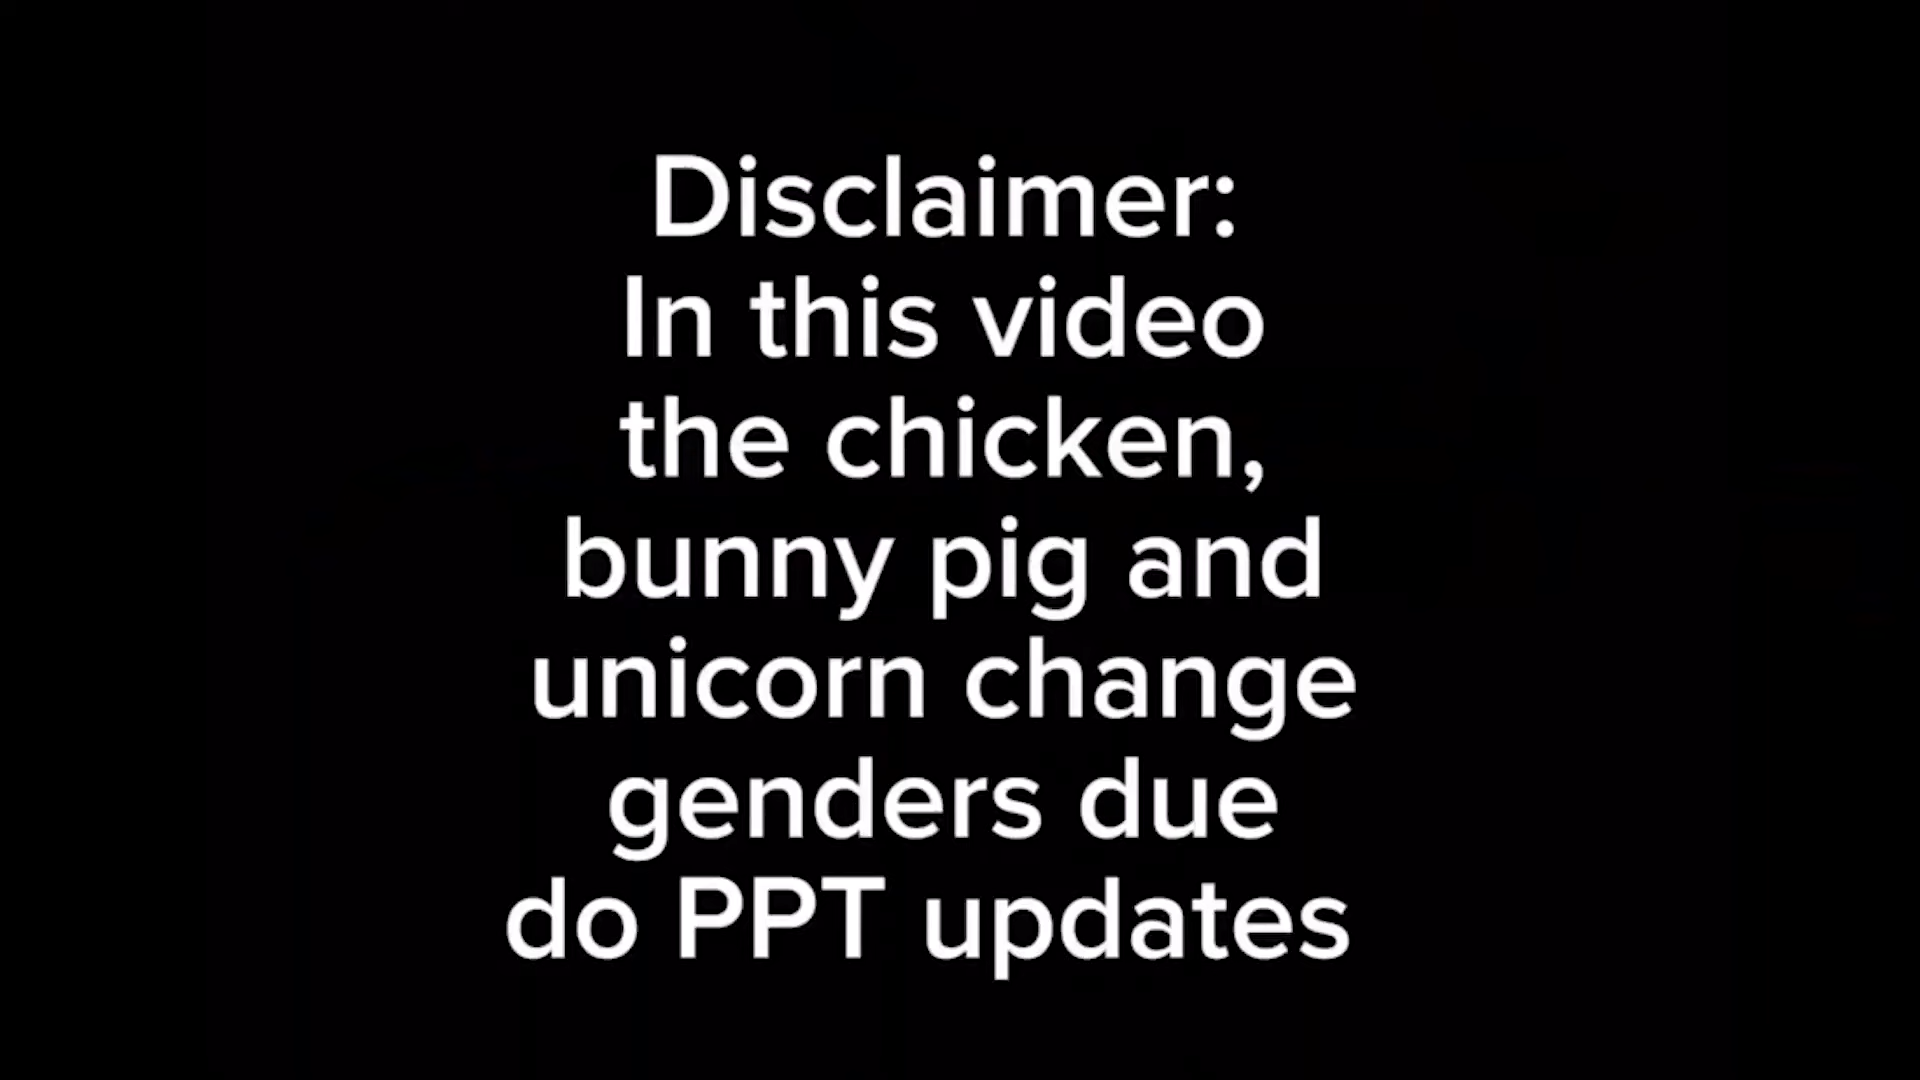 Disclaimer:
In this video
the chicken,
bunny pig and
unicorn change
genders due
do PPT updates